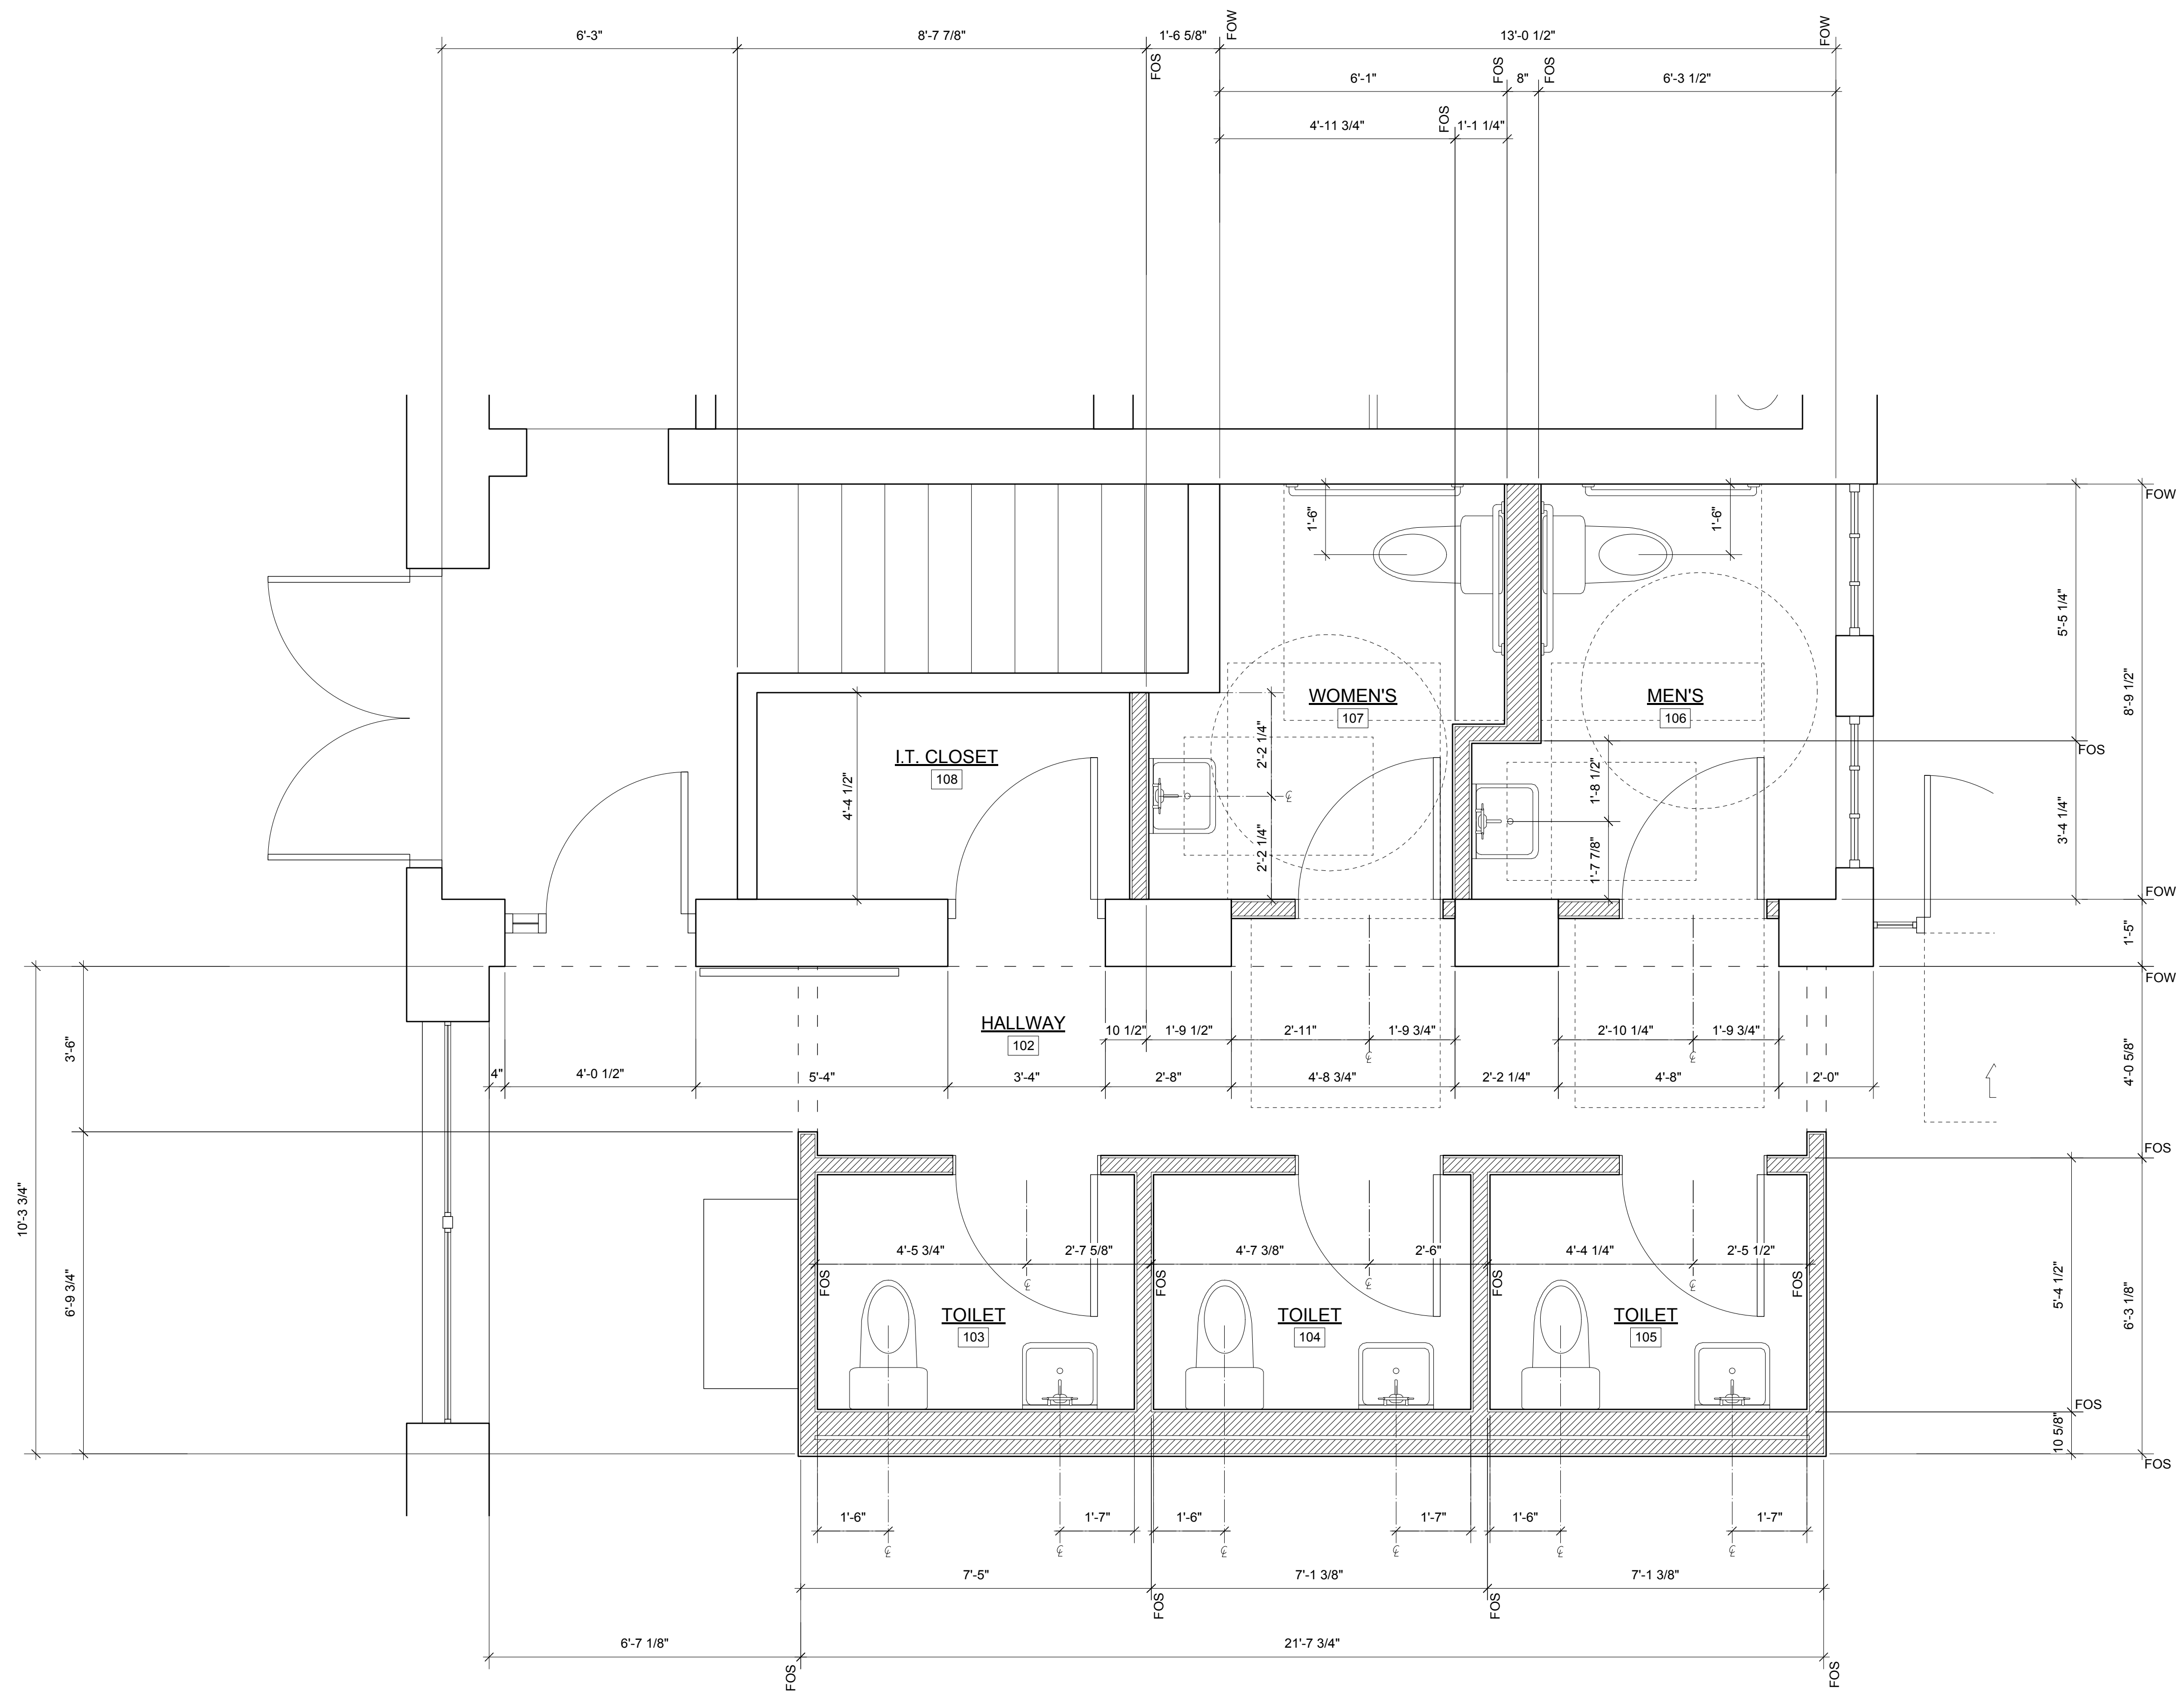 FOW
FOW
6'-3"
8'-7 7/8"
1'-6 5/8"
13'-0 1/2"
FOS
FOS
FOS
6'-1"
8"
6'-3 1/2"
FOS
4'-11 3/4"
1'-1 1/4"
FOW
1'-6"
1'-6"
5'-5 1/4"
8'-9 1/2"
WOMEN'S
107
MEN'S
106
2'-2 1/4"
FOS
I.T. CLOSET
108
4'-4 1/2"
1'-8 1/2"
℄
3'-4 1/4"
2'-2 1/4"
1'-7 7/8"
FOW
1'-5"
FOW
HALLWAY
102
10 1/2"
1'-9 1/2"
2'-11"
1'-9 3/4"
2'-10 1/4"
1'-9 3/4"
℄
℄
3'-6"
4'-0 5/8"
4"
4'-0 1/2"
5'-4"
3'-4"
2'-8"
4'-8 3/4"
2'-2 1/4"
4'-8"
2'-0"
FOS
10'-3 3/4"
6'-9 3/4"
4'-5 3/4"
2'-7 5/8"
4'-7 3/8"
2'-6"
4'-4 1/4"
2'-5 1/2"
FOS
℄
FOS
℄
FOS
℄
FOS
5'-4 1/2"
6'-3 1/8"
TOILET
103
TOILET
104
TOILET
105
FOS
10 5/8"
FOS
1'-6"
1'-7"
1'-6"
1'-7"
1'-6"
1'-7"
℄
℄
℄
℄
℄
℄
7'-5"
7'-1 3/8"
7'-1 3/8"
FOS
FOS
6'-7 1/8"
21'-7 3/4"
FOS
FOS